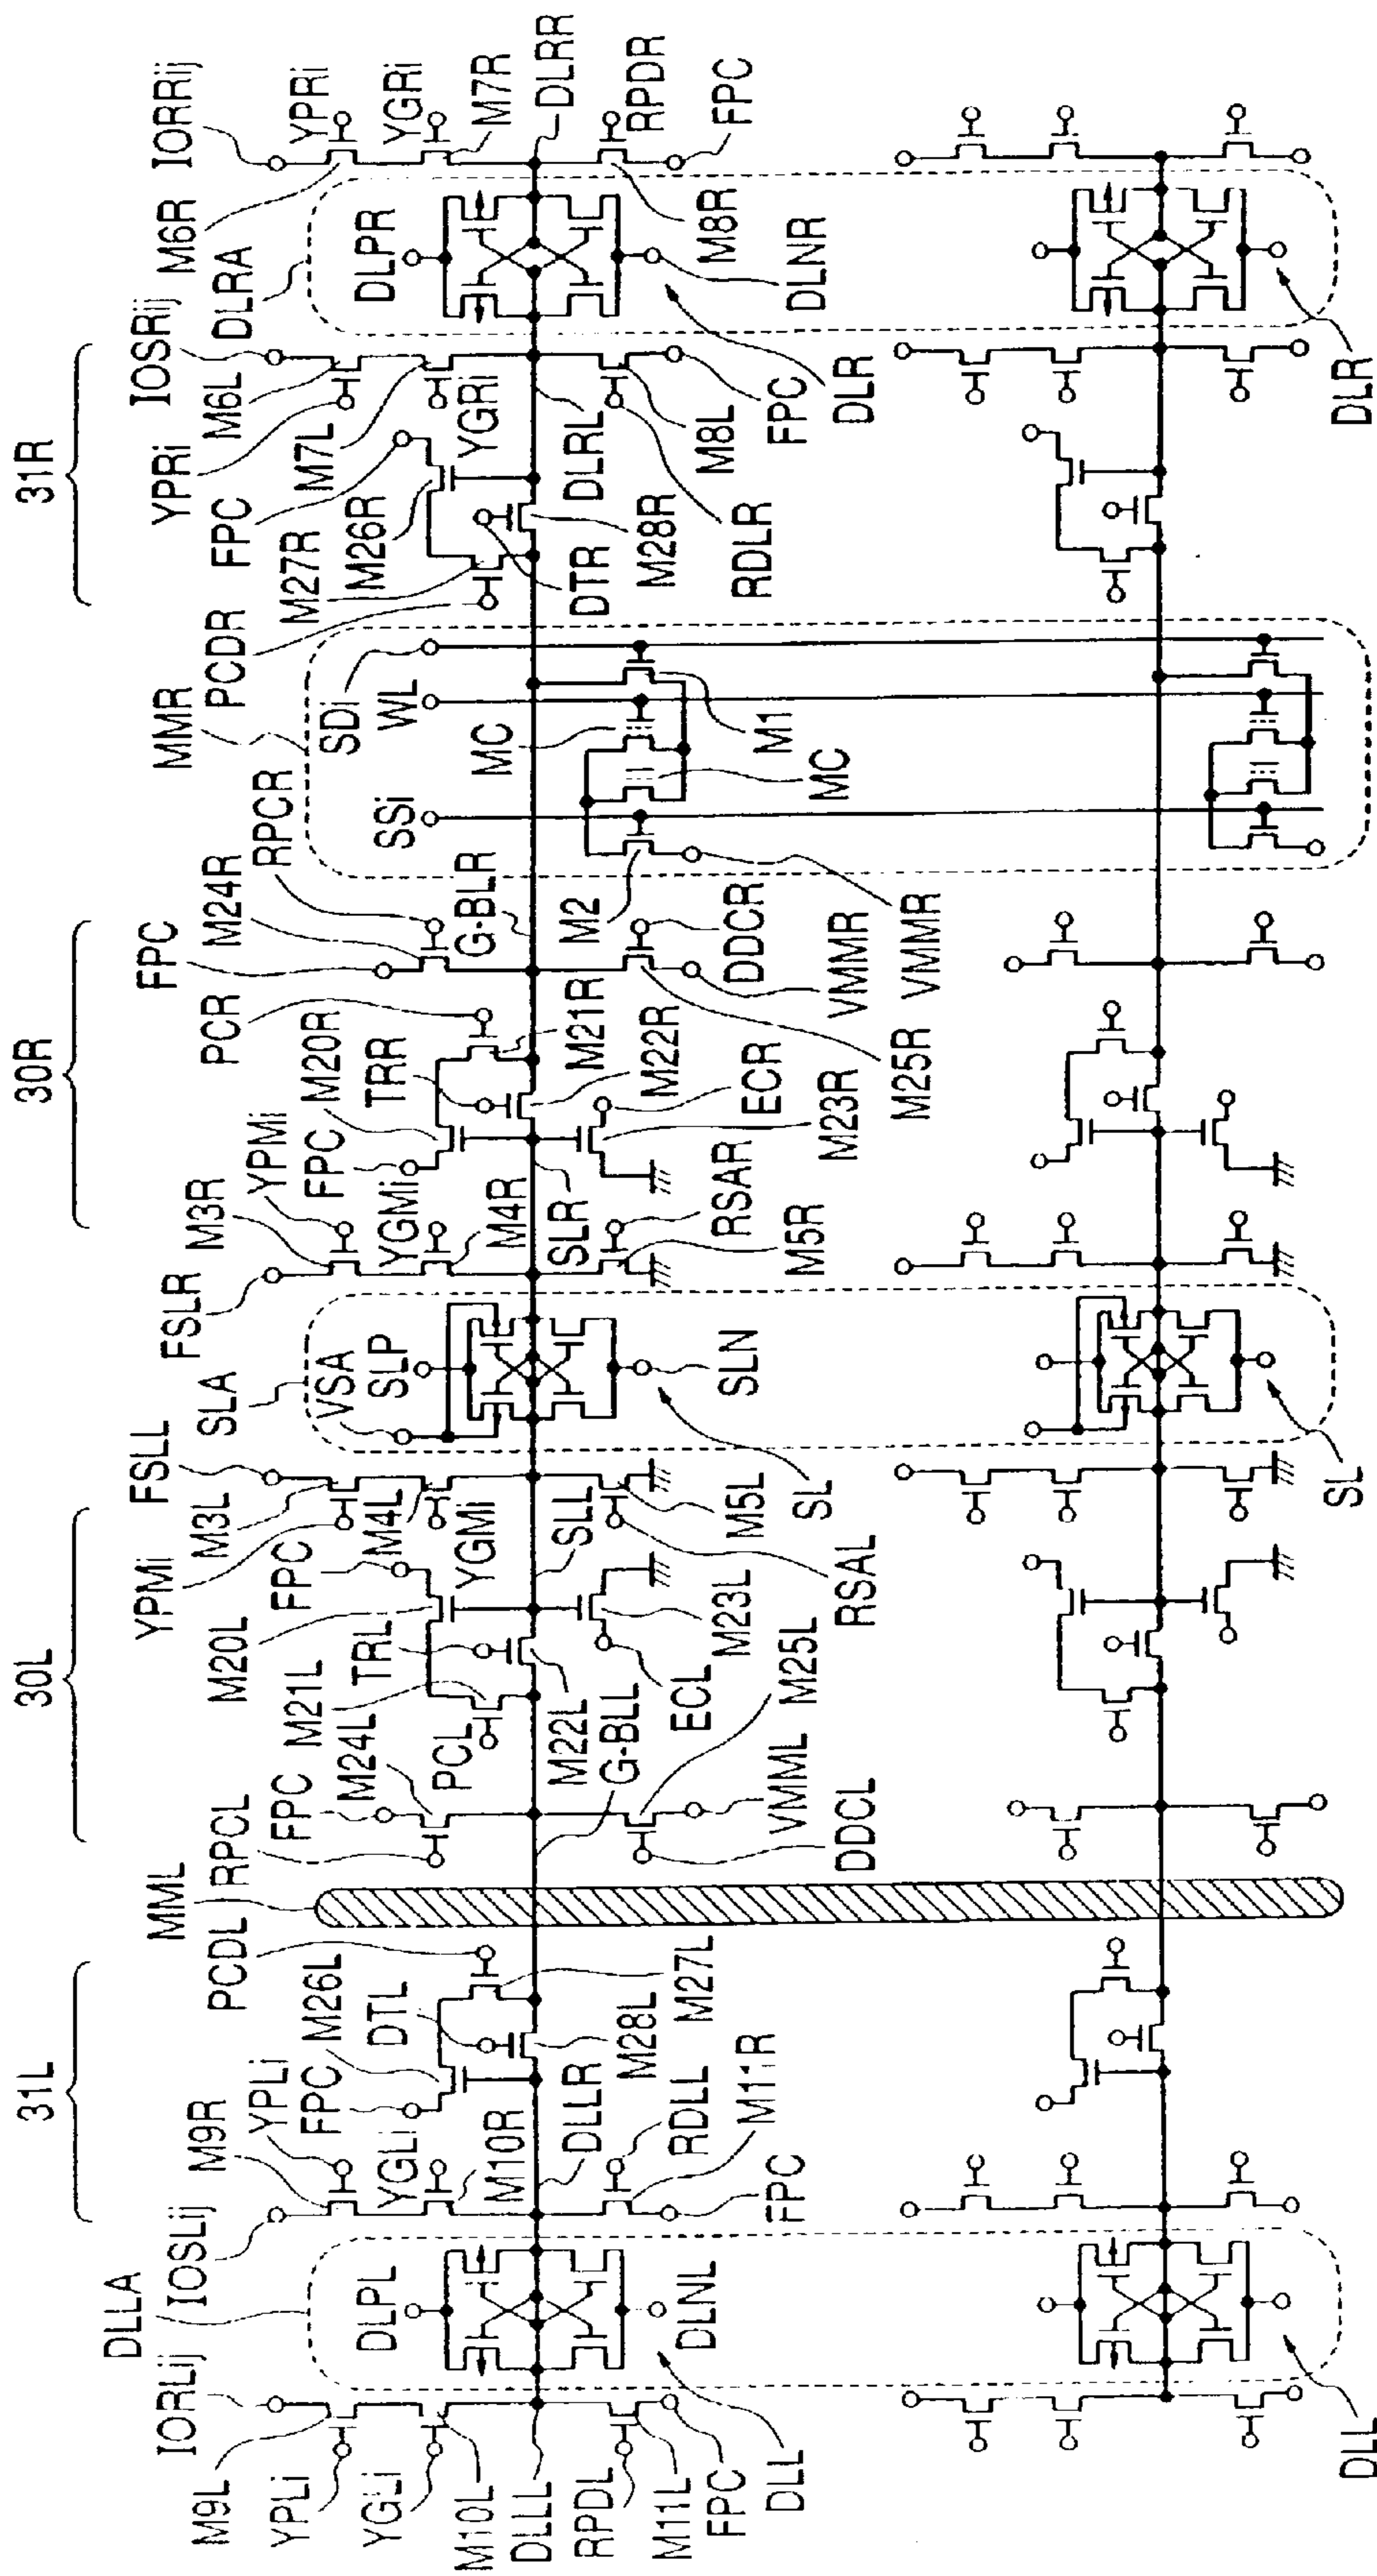 31L
30L
30R
31R
DLLA
IORLij
IOSLij
M9L
M9R
YPLi
YPLi
YGLi
YGLi
M10L
M10R
DLPL
DLLL
DLLR
RPDL
RDLL
M11L
M11R
FPC
FPC
DLNL
DLL
FPC
M26L
DTL
PCDL
M28L
M27L
MML
RPCL
FPC
M24L
M21L
PCL
TRL
M20L
FPC
M22L
G-BLL
ECL
M23L
M25L
VMML
DDCL
YPMi
M3L
FSLL
M4L
YGMi
SLL
M5L
RSAL
SLA
VSA
SLP
SLN
SL
FSLR
M3R
YPMi
YGMi
M4R
SLR
RSAR
M5R
FPC
M20R
TRR
PCR
M21R
M22R
ECR
M23R
FPC
M24R
RPCR
G-BLR
DDCR
VMMR
M25R
MMR
SSi
WL
SDi
MC
MC
M1
M2
VMMR
PCDR
M27R
M26R
FPC
DTR
M28R
YPRi
M6L
IOSRij
M7L
YGRi
DLRL
M8L
RDLR
FPC
DLRA
DLPR
DLNR
DLR
M6R
IORRij
YPRi
YGRi
M7R
DLRR
RPDR
M8R
FPC
DLL
SL
DLR